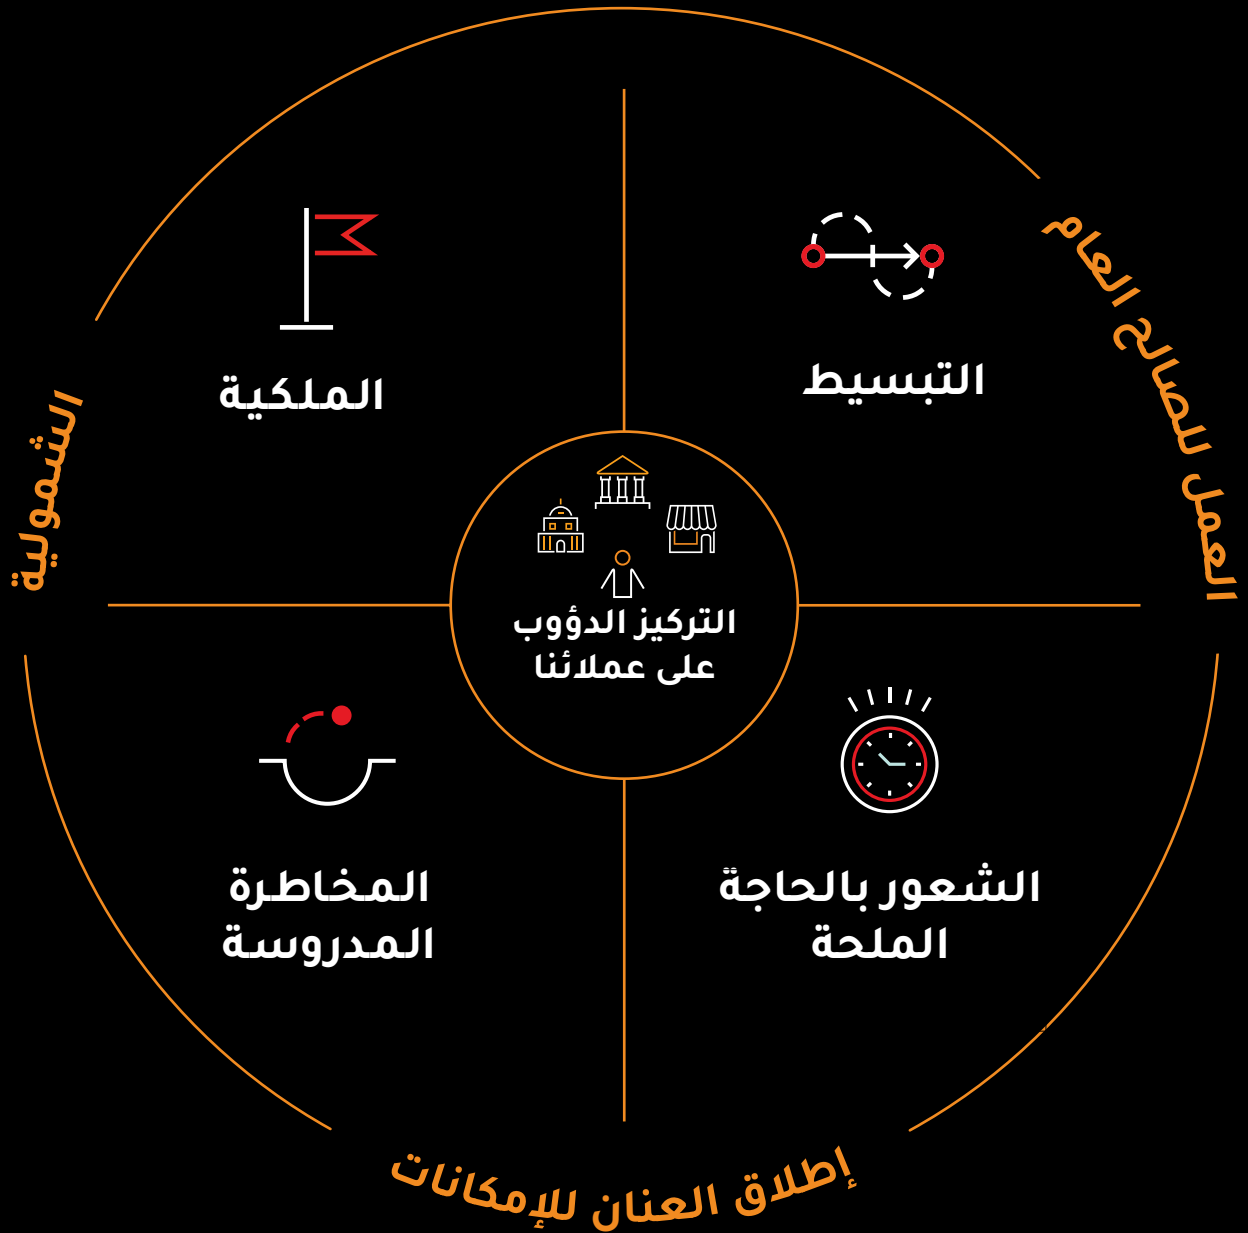 العمل للصالح العام
التبسيط
الملكية
الشمولية
التركيز الدؤوب
على عملائنا
الشعور بالحاجة
الملحة
المخاطرة
المدروسة
إطلاق العنان للإمكانات